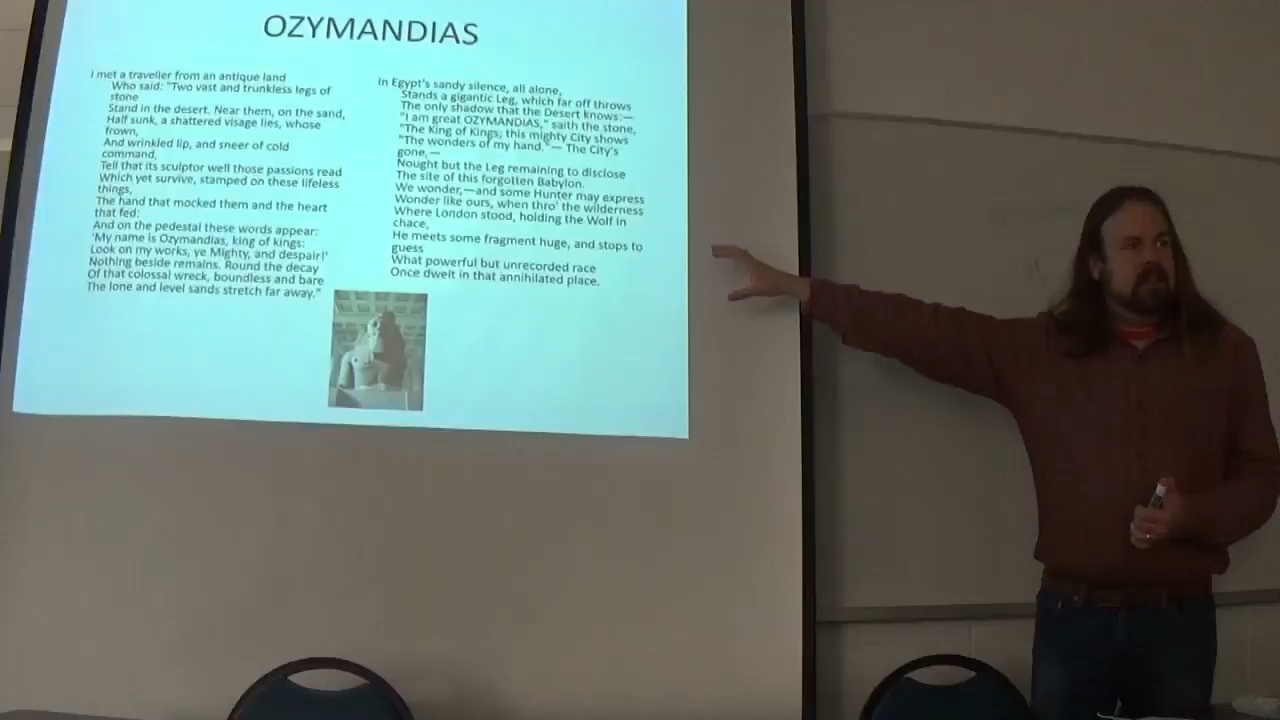 OZYMANDIAS
I met a traveller from an antique land
Who said: "Two vast and trunkless legs of
stone
Stand in the desert. Near them, on the sand,
Half sunk, a shattered visage lies, whose
frown,
And wrinkled lip, and sneer of cold
command,
Tell that its sculptor well those passions read
Which yet survive, stamped on these lifeless
things,
The hand that mocked them and the heart
that fed:
And on the pedestal these words appear:
'My name is Ozymandias, king of kings:
Look on my works, ye Mighty, and despair!'
Nothing beside remains. Round the decay
Of that colossal wreck, boundless and bare
The lone and level sands stretch far away."
In Egypt's sandy silence, all alone,
Stands a gigantic Leg, which far off throws
The only shadow that the Desert knows:—
"I am great OZYMANDIAS," saith the stone,
"The King of Kings; this mighty City shows
"The wonders of my hand."— The City's
gone,—
Nought but the Leg remaining to disclose
The site of this forgotten Babylon.
We wonder,—and some Hunter may express
Wonder like ours, when thro' the wilderness
Where London stood, holding the Wolf in
chace,
He meets some fragment huge, and stops to
guess
What powerful but unrecorded race
Once dwelt in that annihilated place.